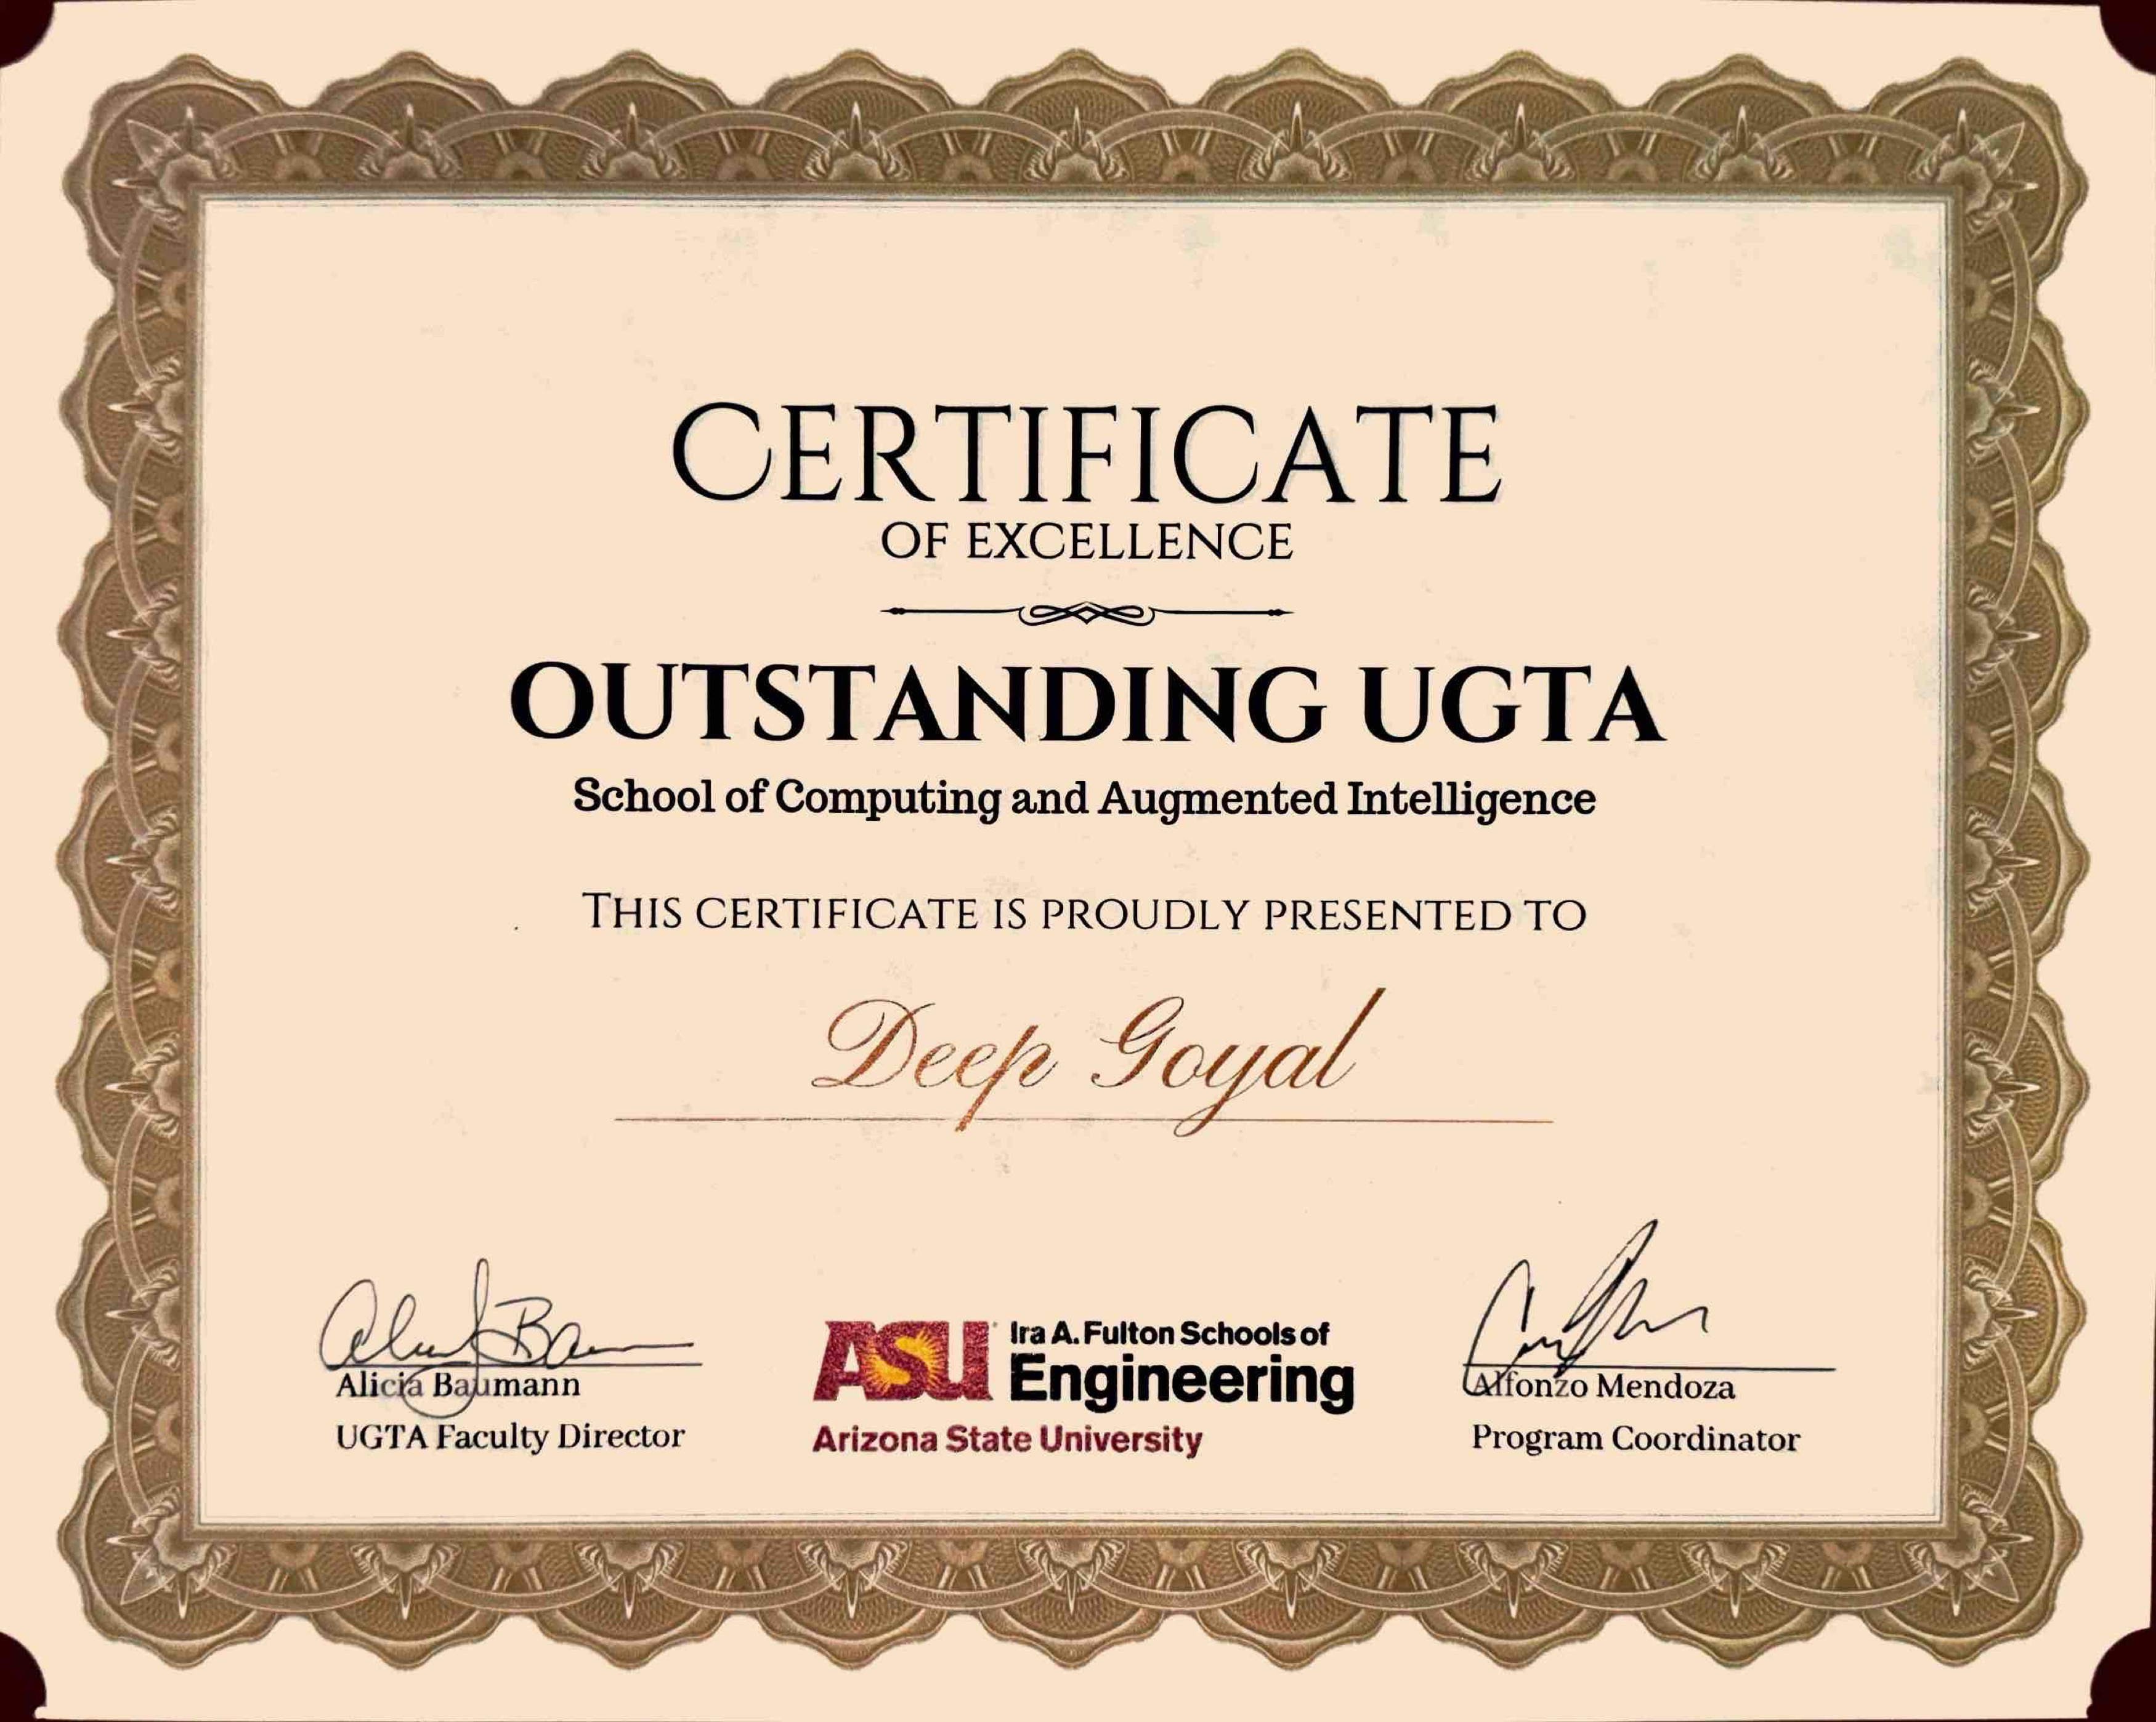 CERTIFICATE
OF EXCELLENCE
OUTSTANDING UGTA
School of Computing and Augmented Intelligence
THIS CERTIFICATE IS PROUDLY PRESENTED TO
Deep Goyal
Alicia Baumann
UGTA Faculty Director
ASU Ira A. Fulton Schools of
Engineering
Arizona State University
Alfonzo Mendoza
Program Coordinator